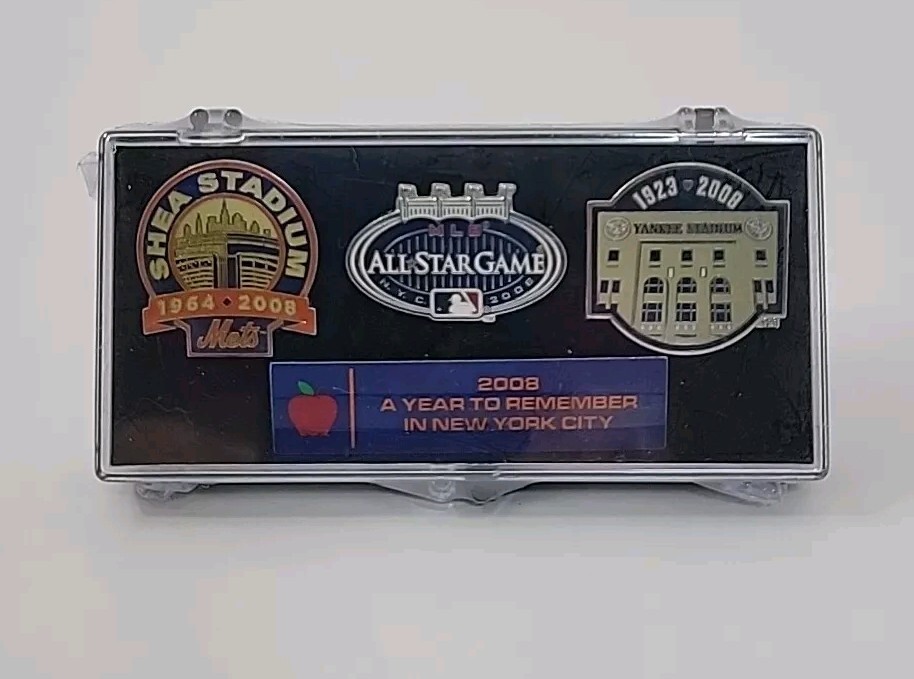 SHEA STADIUM
1964 • 2008
Mets
MLB
ALL STAR GAME
N.Y.C. 2008
1923 2008
YANKEE STADIUM
2008
A YEAR TO REMEMBER
IN NEW YORK CITY